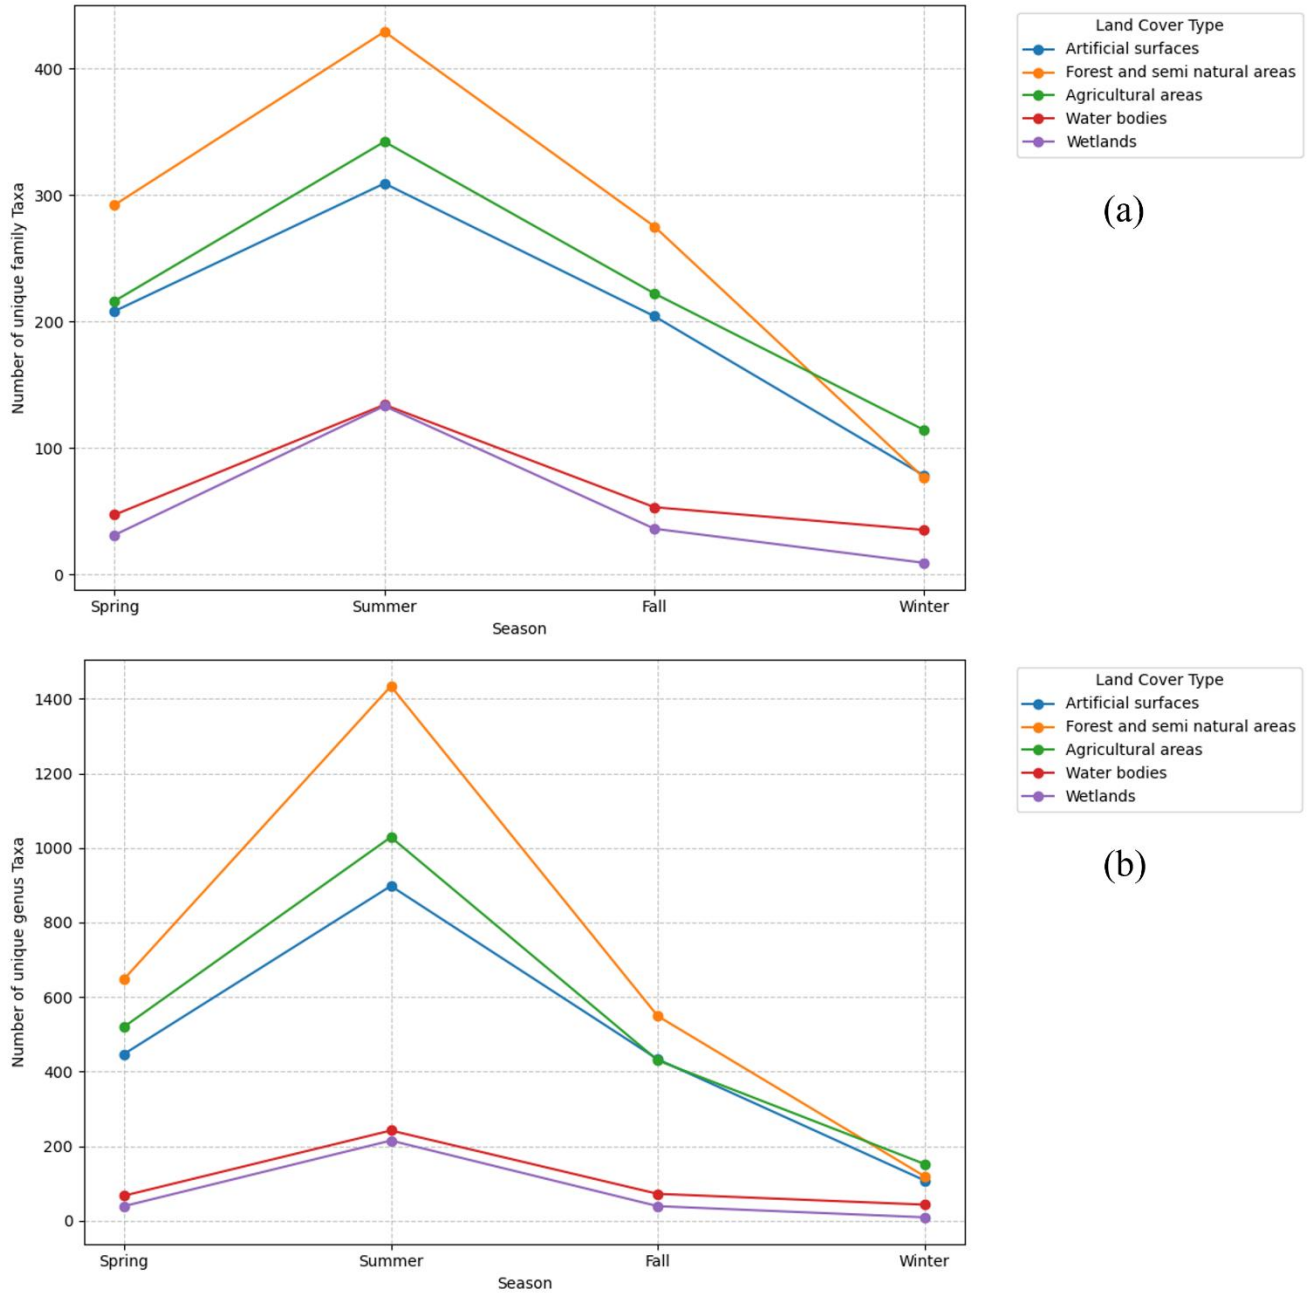 Land Cover Type
Artificial surfaces
Forest and semi natural areas
Agricultural areas
Water bodies
Wetlands
(a)
Number of unique family Taxa
400
300
200
100
0
Spring Summer Fall Winter
Season
Land Cover Type
Artificial surfaces
Forest and semi natural areas
Agricultural areas
Water bodies
Wetlands
(b)
Number of unique genus Taxa
1400
1200
1000
800
600
400
200
0
Spring Summer Fall Winter
Season